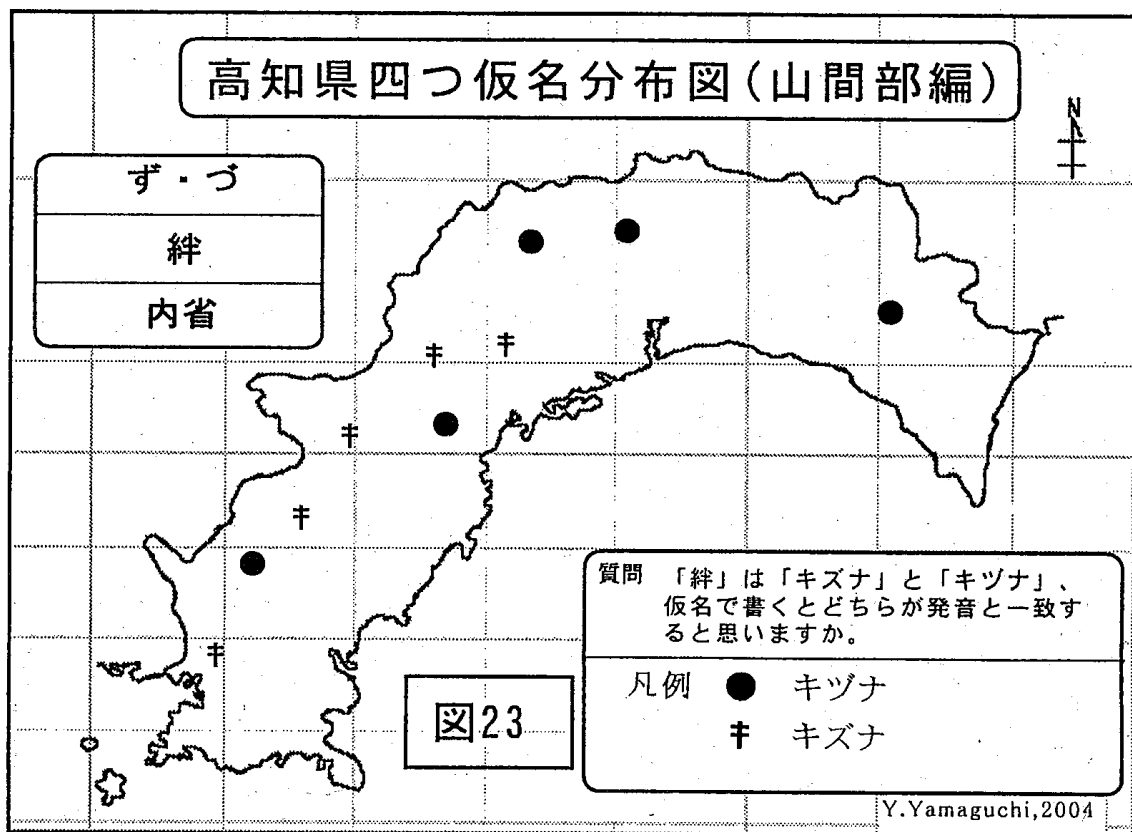 高知県四つ仮名分布図(山間部編)
N
ず・づ
絆
内省
質問 「絆」は「キズナ」と「キヅナ」、
仮名で書くとどちらが発音と一致す
ると思いますか。
凡例 ● キヅナ
キズナ
図23
Y.Yamaguchi,2004